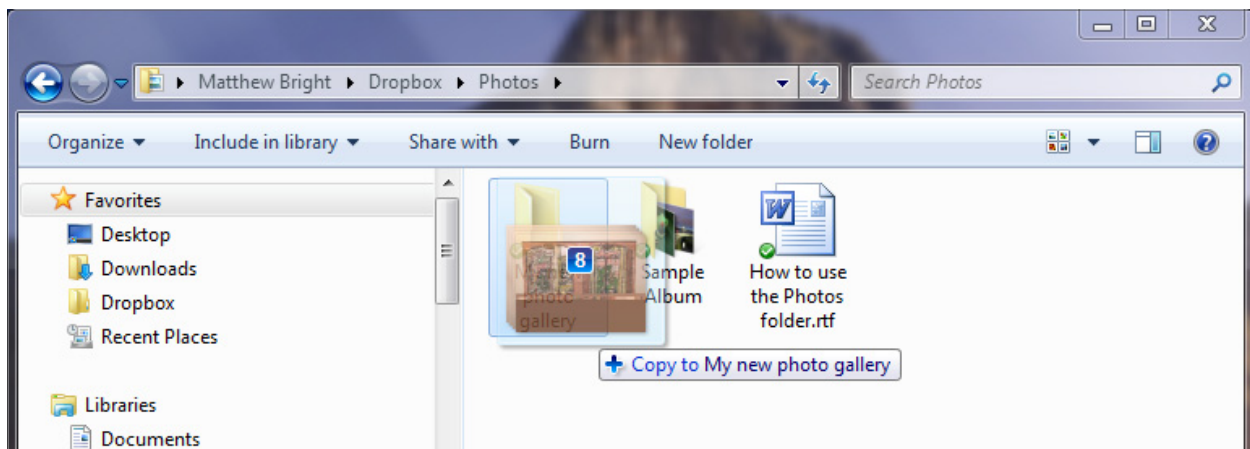 Matthew Bright Dropbox Photos
Search Photos
Organize Include in library Share with Burn New folder
Favorites
Desktop
Downloads
Dropbox
Recent Places
Libraries
Documents
8
My new
photo
gallery
Sample
Album
How to use
the Photos
folder.rtf
Copy to My new photo gallery